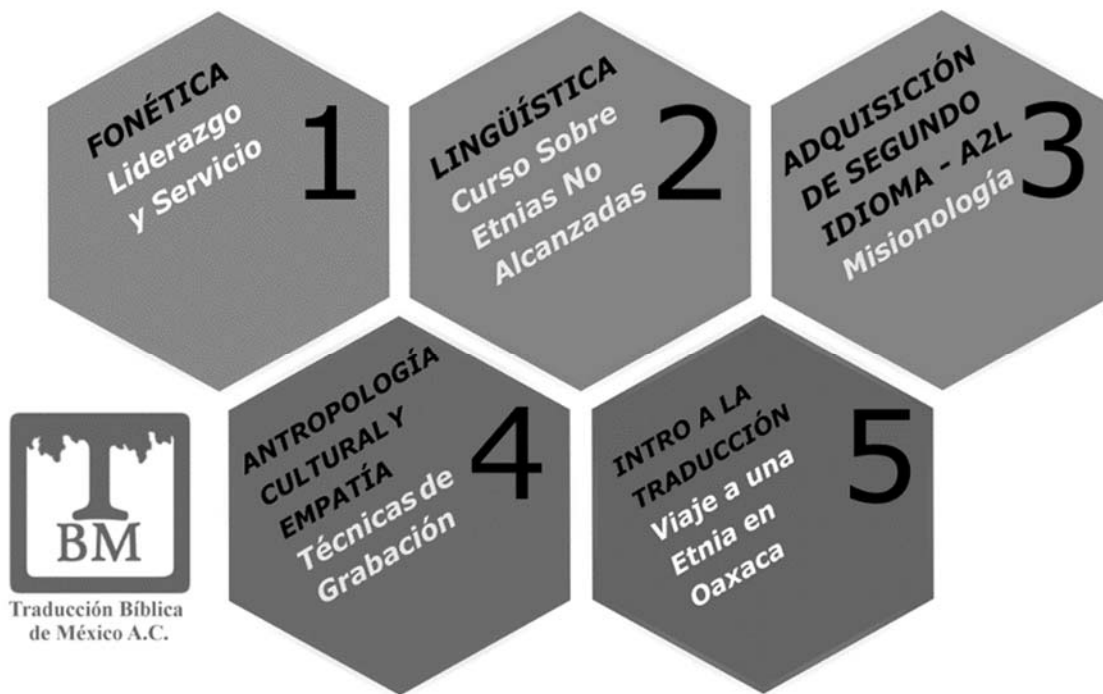 FONÉTICA
Liderazgo
y Servicio
1
LINGÜÍSTICA
Curso Sobre
Etnias No
Alcanzadas
2
ADQUISICIÓN
DE SEGUNDO
IDIOMA - A2L
Misionología
3
ANTROPOLOGÍA
CULTURAL Y
EMPATÍA
Técnicas de
Grabación
4
INTRO A LA
TRADUCCIÓN
Viaje a una
Etnia en
Oaxaca
5
T
BM
Traducción Bíblica
de México A.C.